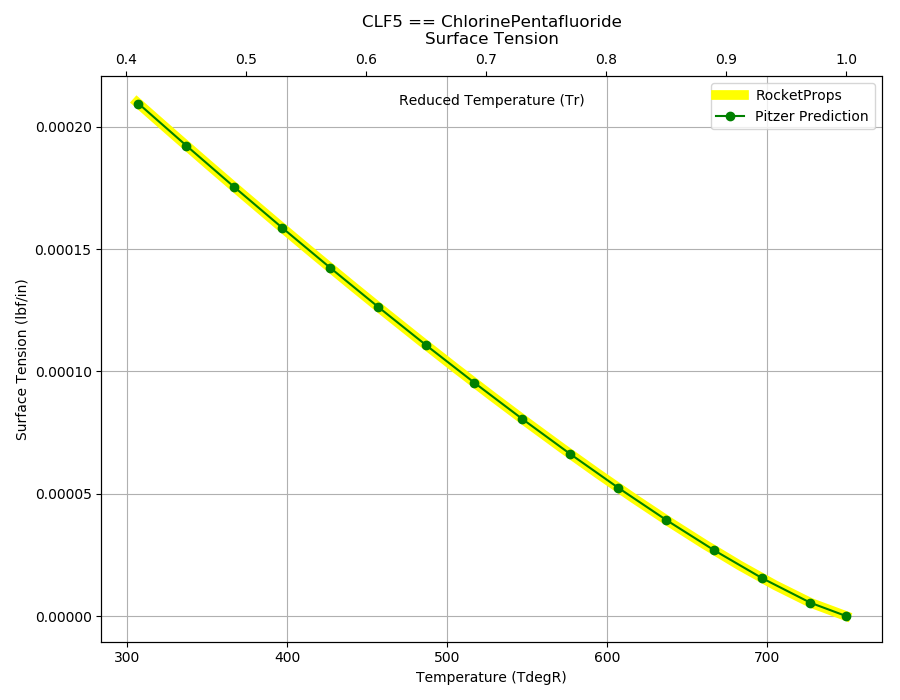 CLF5 == ChlorinePentafluoride
Surface Tension
0.4 0.5 0.6 0.7 0.8 0.9 1.0
Reduced Temperature (Tr)
RocketProps
Pitzer Prediction
0.00020
0.00015
0.00010
0.00005
0.00000
Surface Tension (lbf/in)
300 400 500 600 700
Temperature (TdegR)